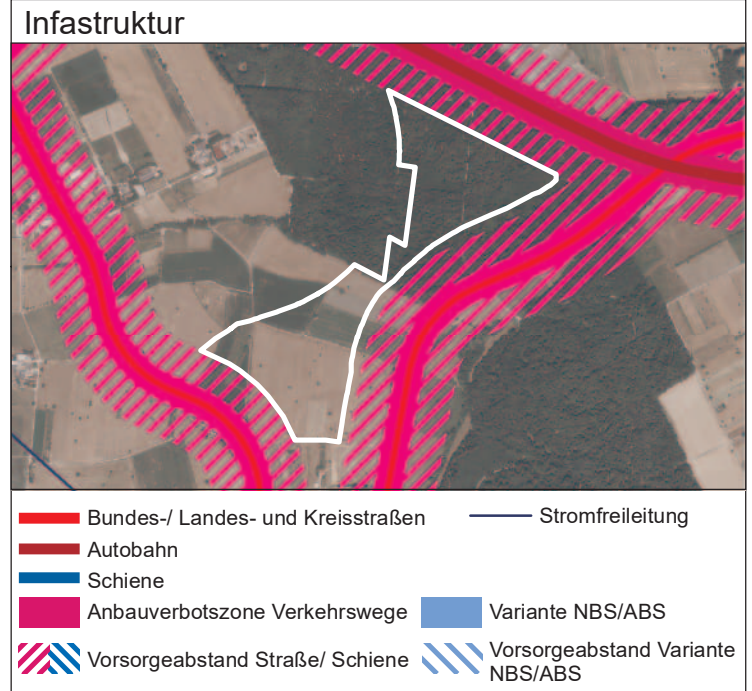 Infastruktur
Bundes-/ Landes- und Kreisstraßen
Stromfreileitung
Autobahn
Schiene
Anbauverbotszone Verkehrswege
Variante NBS/ABS
Vorsorgeabstand Straße/ Schiene
Vorsorgeabstand Variante
NBS/ABS